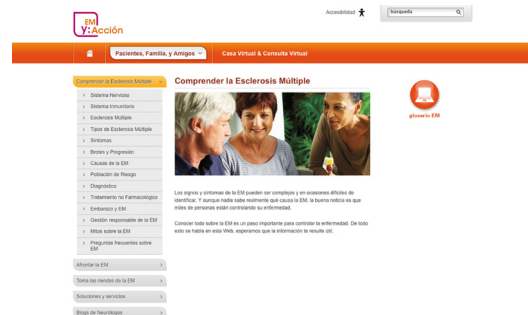 EM
y:Acción
Accesibilidad
búsqueda
Pacientes, Familia, y Amigos
Casa Virtual & Consulta Virtual
Comprender la Esclerosis Múltiple
Sistema Nervioso
Sistema Inmunitario
Esclerosis Múltiple
Tipos de Esclerosis Múltiple
Síntomas
Brotes y Progresión
Causas de la EM
Población de Riesgo
Diagnóstico
Tratamiento no Farmacológico
Embarazo y EM
Gestión responsable de la EM
Mitos sobre la EM
Preguntas frecuentes sobre
EM
Afrontar la EM
Toma las riendas de la EM
Soluciones y servicios
Blogs de Neurólogos
Comprender la Esclerosis Múltiple
Los signos y síntomas de la EM pueden ser complejos y en ocasiones difíciles de
identificar. Y aunque nadie sabe realmente qué causa la EM, la buena noticia es que
miles de personas están controlando su enfermedad.
Conocer todo sobre la EM es un paso importante para controlar la enfermedad. De todo
esto se habla en esta Web, esperamos que la información te resulte útil.
glosario EM